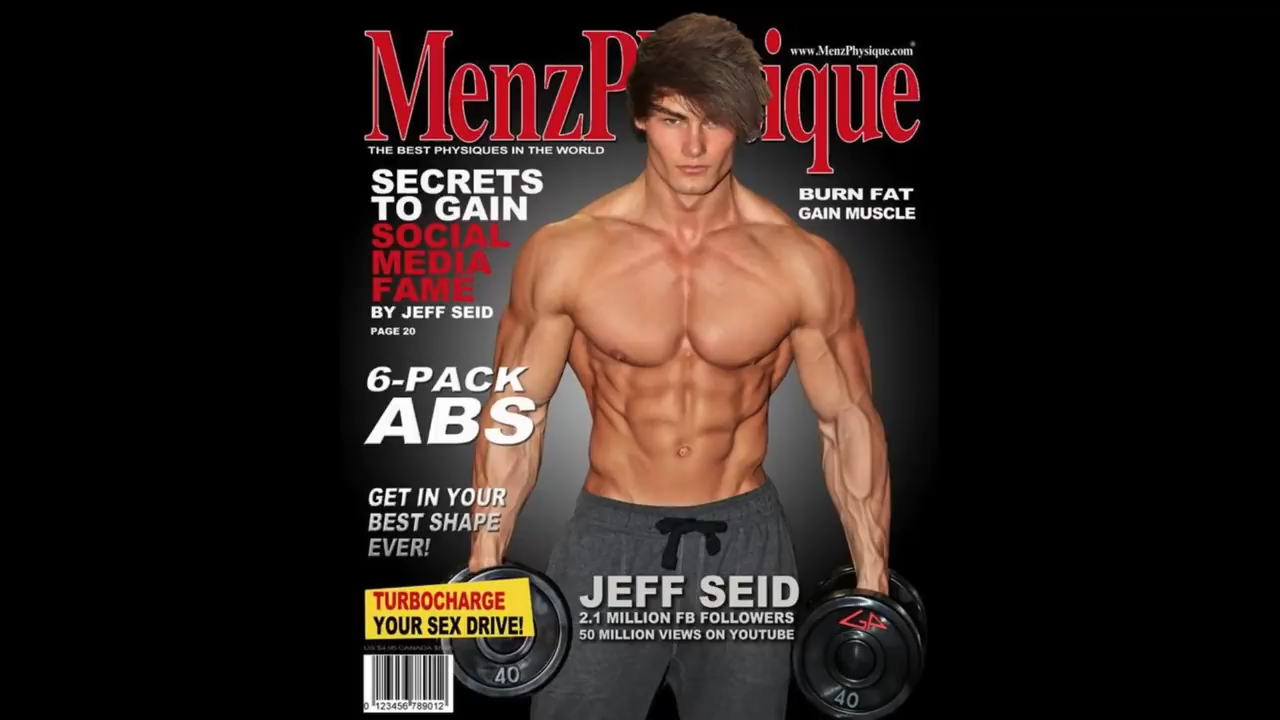 MenzPhysique
www.MenzPhysique.com
THE BEST PHYSIQUES IN THE WORLD
SECRETS
TO GAIN
SOCIAL
MEDIA
FAME
BY JEFF SEID
PAGE 20
BURN FAT
GAIN MUSCLE
6-PACK
ABS
GET IN YOUR
BEST SHAPE
EVER!
TURBOCHARGE
YOUR SEX DRIVE!
JEFF SEID
2.1 MILLION FB FOLLOWERS
50 MILLION VIEWS ON YOUTUBE
40
GP
40
0 123456 789012